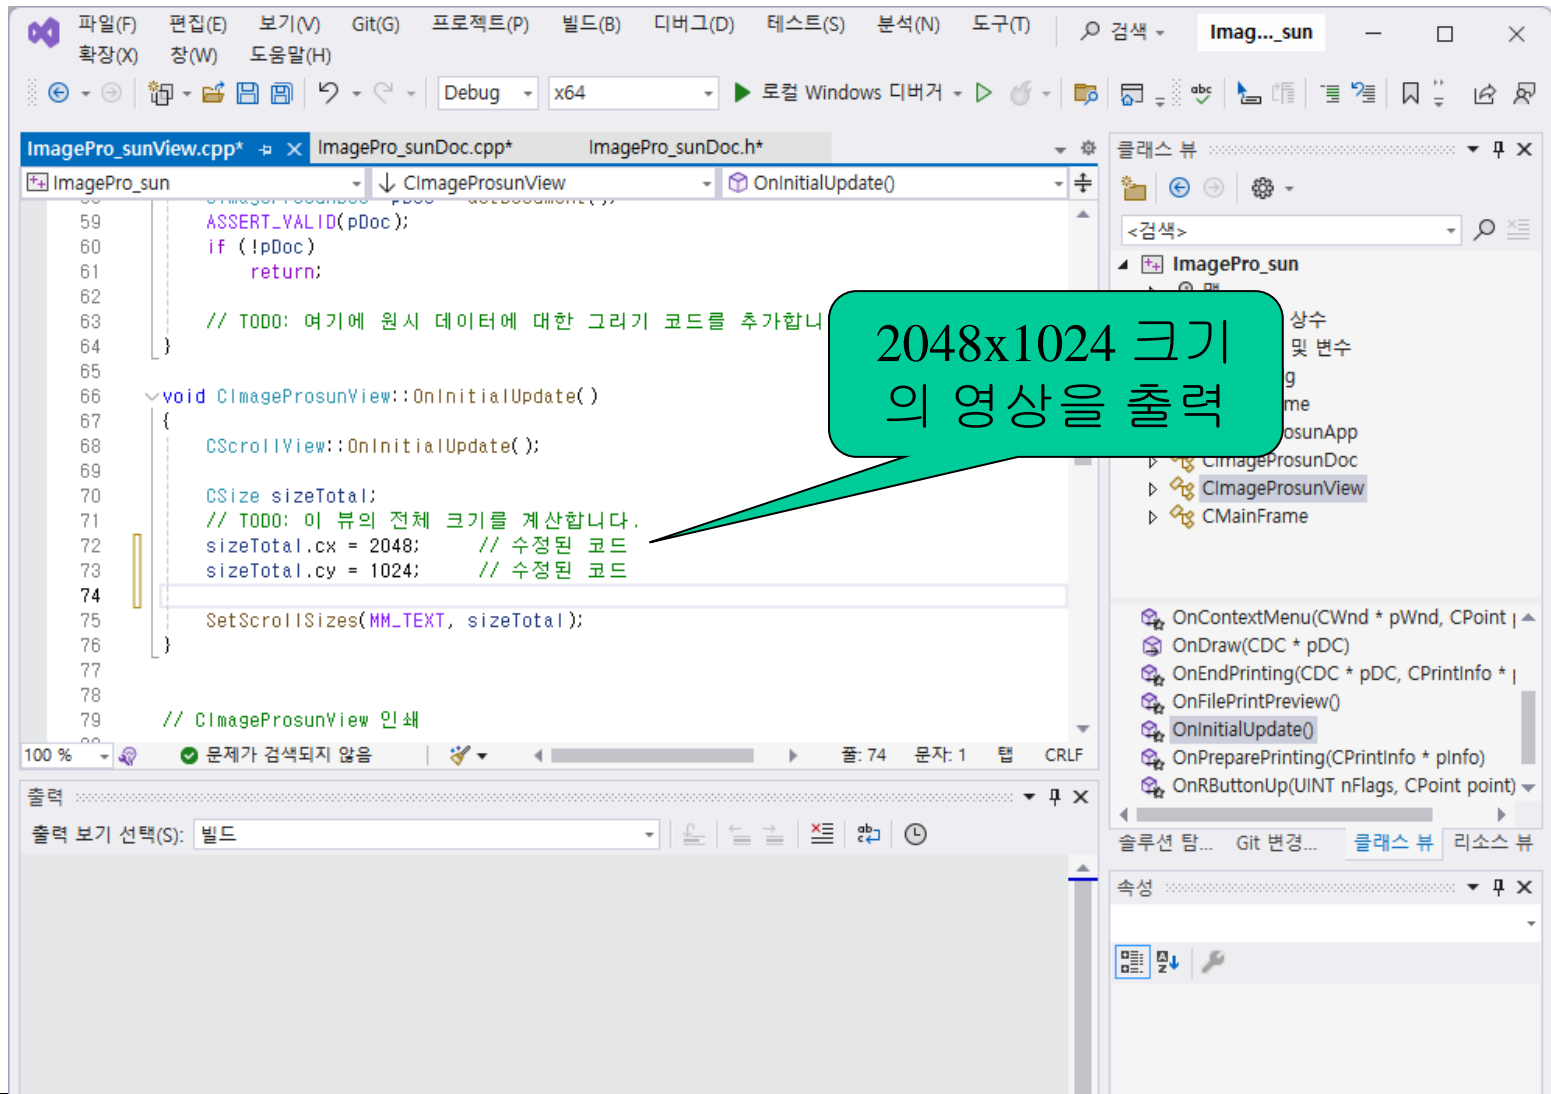 파일(F) 편집(E) 보기(V) Git(G) 프로젝트(P) 빌드(B) 디버그(D) 테스트(S) 분석(N) 도구(T) 검색 Imag..._sun
확장(X) 창(W) 도움말(H)
Debug x64 로컬 Windows 디버거
ImagePro_sunView.cpp* ImagePro_sunDoc.cpp* ImagePro_sunDoc.h*
ImagePro_sun CImageProsunView OnInitialUpdate()
59 ASSERT_VALID(pDoc);
60 if (!pDoc)
61 return;
62
63 // TODO: 여기에 원시 데이터에 대한 그리기 코드를 추가합니
64 }
65
66 void CImageProsunView::OnInitialUpdate()
67 {
68 CScrollView::OnInitialUpdate();
69
70 CSize sizeTotal;
71 // TODO: 이 뷰의 전체 크기를 계산합니다.
72 sizeTotal.cx = 2048; // 수정된 코드
73 sizeTotal.cy = 1024; // 수정된 코드
74
75 SetScrollSizes(MM_TEXT, sizeTotal);
76 }
77
78
79 // CImageProsunView 인쇄
100 % 문제가 검색되지 않음 줄: 74 문자: 1 탭 CRLF
2048x1024 크기
의 영상을 출력
출력
출력 보기 선택(S): 빌드
클래스 뷰
<검색>
ImagePro_sun
맵
상수
및 변수
g
me
osunApp
CImageProsunDoc
CImageProsunView
CMainFrame
OnContextMenu(CWnd * pWnd, CPoint
OnDraw(CDC * pDC)
OnEndPrinting(CDC * pDC, CPrintInfo *
OnFilePrintPreview()
OnInitialUpdate()
OnPreparePrinting(CPrintInfo * pInfo)
OnRButtonUp(UINT nFlags, CPoint point)
솔루션 탐... Git 변경... 클래스 뷰 리소스 뷰
속성